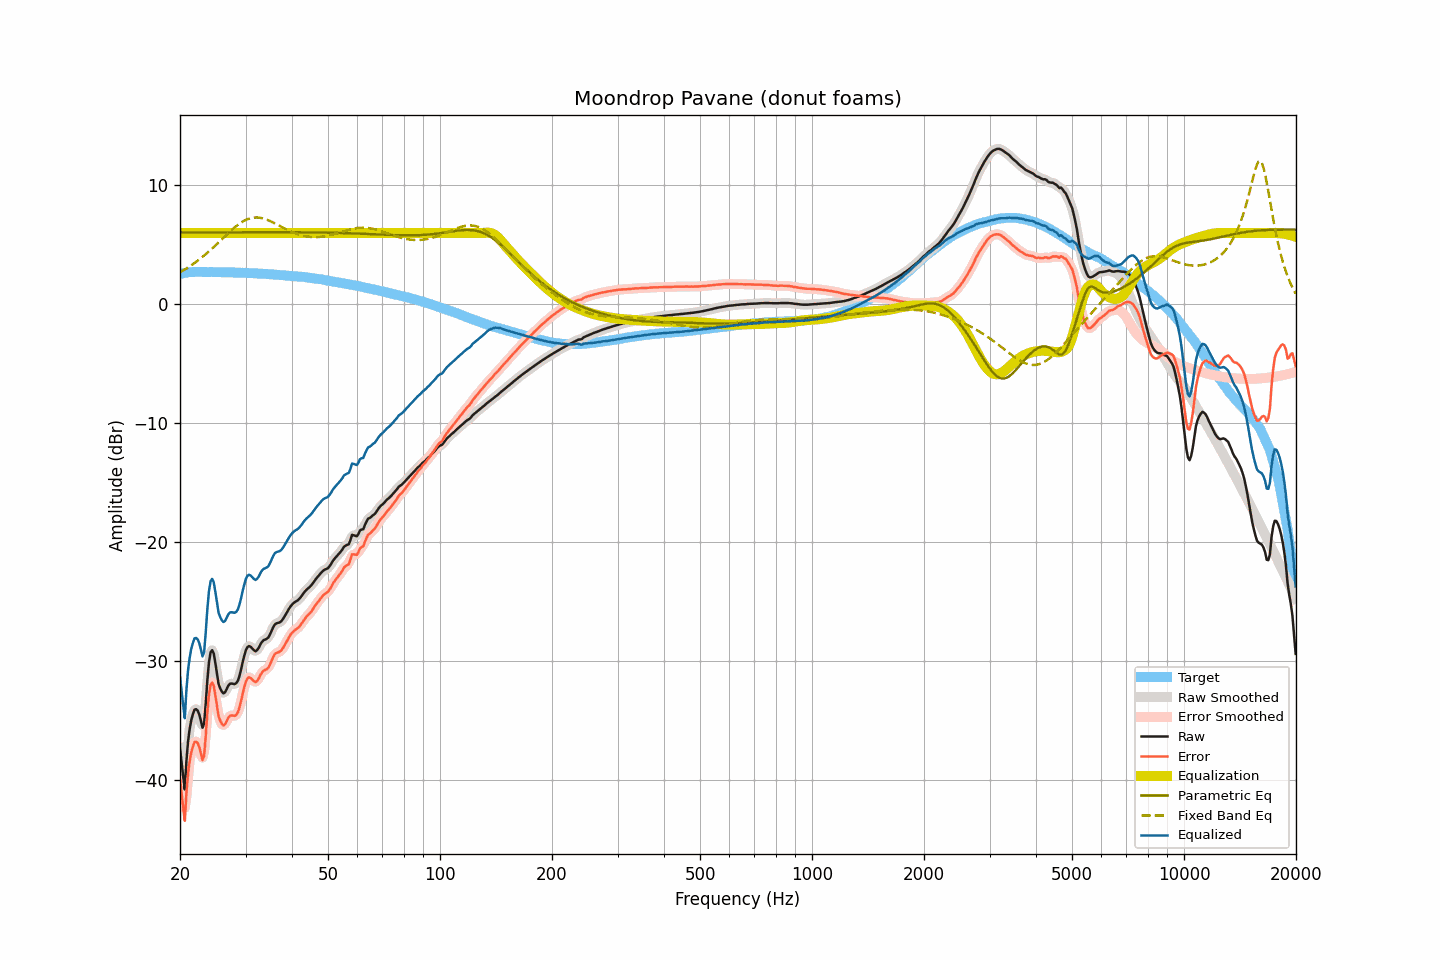 Moondrop Pavane (donut foams)
Amplitude (dBr)
10
0
−10
−20
−30
−40
Target
Raw Smoothed
Error Smoothed
Raw
Error
Equalization
Parametric Eq
Fixed Band Eq
Equalized
20 50 100 200 500 1000 2000 5000 10000 20000
Frequency (Hz)